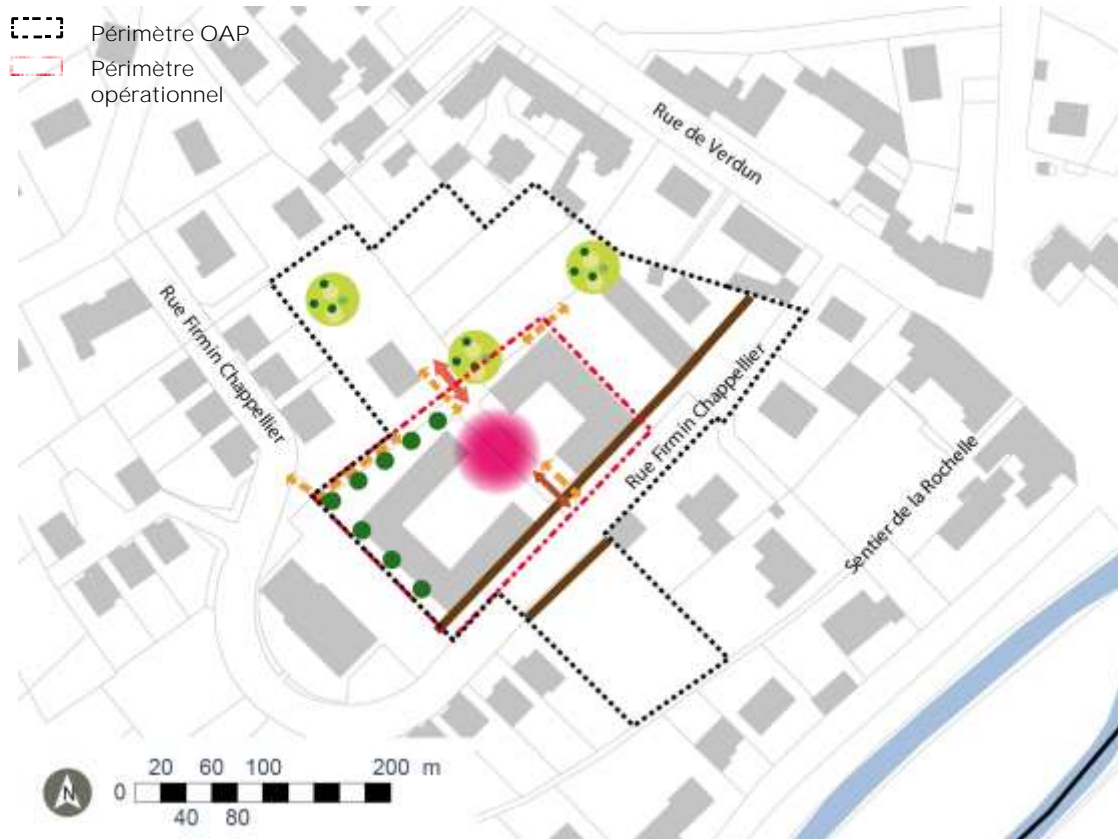 Périmètre OAP
Périmètre
opérationnel
Rue de Verdun
Rue Firmin Chappellier
Rue Firmin Chappellier
Sentier de la Rochelle
N
20 60 100 200 m
0
40 80